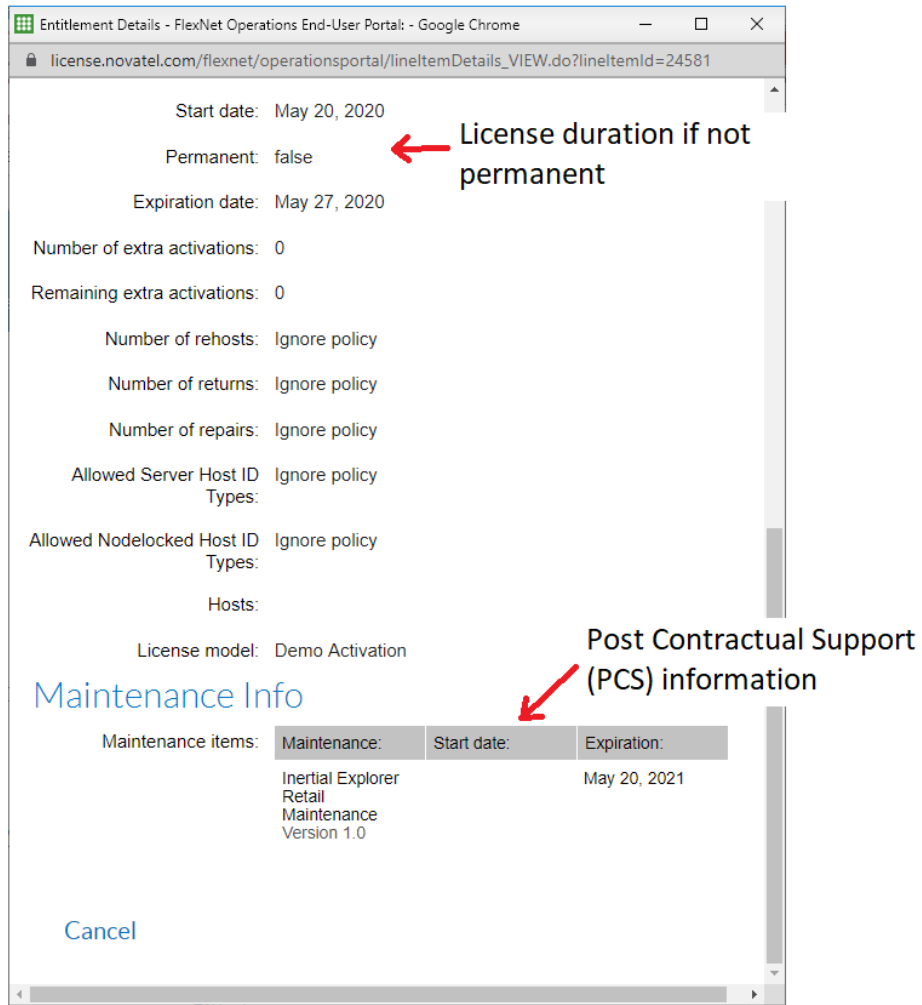 Entitlement Details - FlexNet Operations End-User Portal: - Google Chrome
license.novatel.com/flexnet/operationsportal/lineItemDetails_VIEW.do?lineItemId=24581
Start date: May 20, 2020
License duration if not
permanent
Permanent: false
Expiration date: May 27, 2020
Number of extra activations: 0
Remaining extra activations: 0
Number of rehosts: Ignore policy
Number of returns: Ignore policy
Number of repairs: Ignore policy
Allowed Server Host ID Ignore policy
Types:
Allowed Nodelocked Host ID Ignore policy
Types:
Hosts:
License model: Demo Activation
Post Contractual Support
(PCS) information
Maintenance Info
Maintenance items: Maintenance: Start date: Expiration:
Inertial Explorer May 20, 2021
Retail
Maintenance
Version 1.0
Cancel